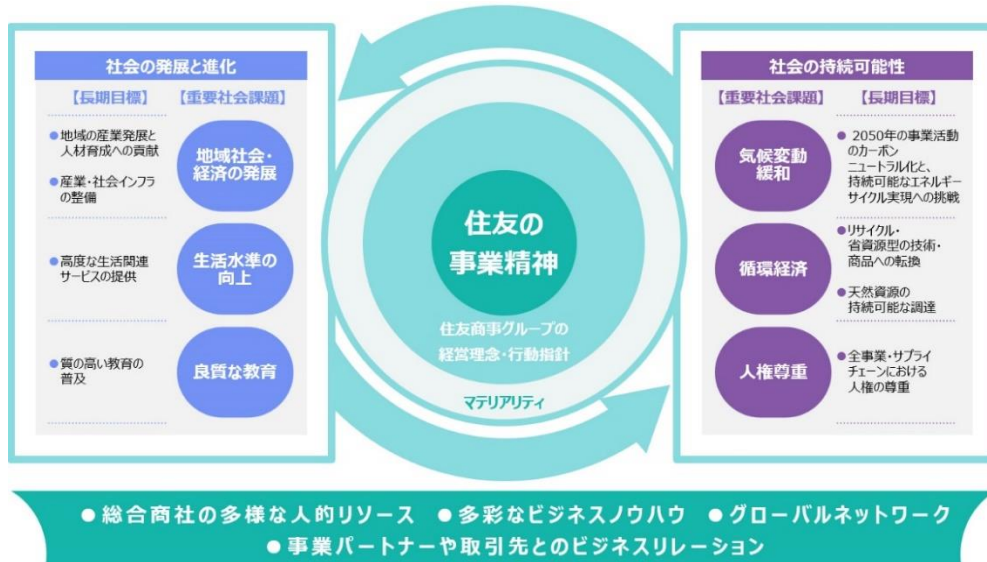 社会の発展と進化
【長期目標】
【重要社会課題】
●地域の産業発展と
人材育成への貢献
●産業・社会インフラ
の整備
地域社会・
経済の発展
●高度な生活関連
サービスの提供
生活水準の
向上
●質の高い教育の
普及
良質な教育
住友の
事業精神
住友商事グループの
経営理念・行動指針
マテリアリティ
社会の持続可能性
【重要社会課題】
【長期目標】
気候変動
緩和
● 2050年の事業活動
のカーボン
ニュートラル化と、
持続可能なエネルギー
サイクル実現への挑戦
循環経済
●リサイクル・
省資源型の技術・
商品への転換
●天然資源の
持続可能な調達
人権尊重
●全事業・サプライ
チェーンにおける
人権の尊重
●総合商社の多様な人的リソース ●多彩なビジネスノウハウ ●グローバルネットワーク
●事業パートナーや取引先とのビジネスリレーション